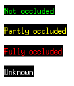 Not occluded
Partly occluded
Fully occluded
Unknown